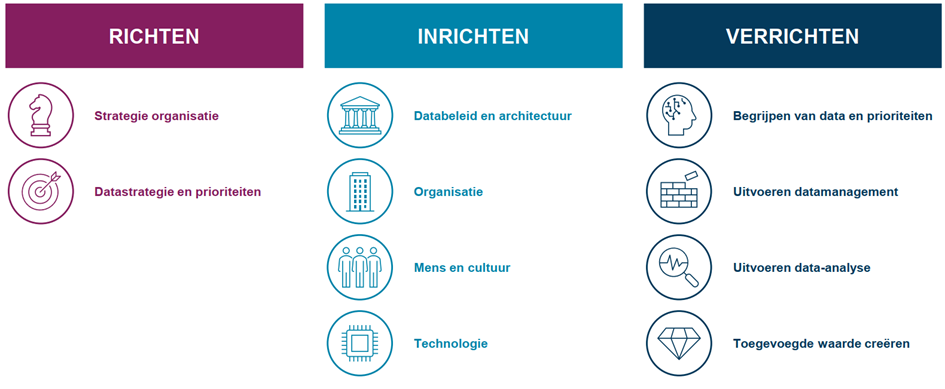 RICHTEN
Strategie organisatie
Datastrategie en prioriteiten
INRICHTEN
Databeleid en architectuur
Organisatie
Mens en cultuur
Technologie
VERRICHTEN
Begrijpen van data en prioriteiten
Uitvoeren datamanagement
Uitvoeren data-analyse
Toegevoegde waarde creëren